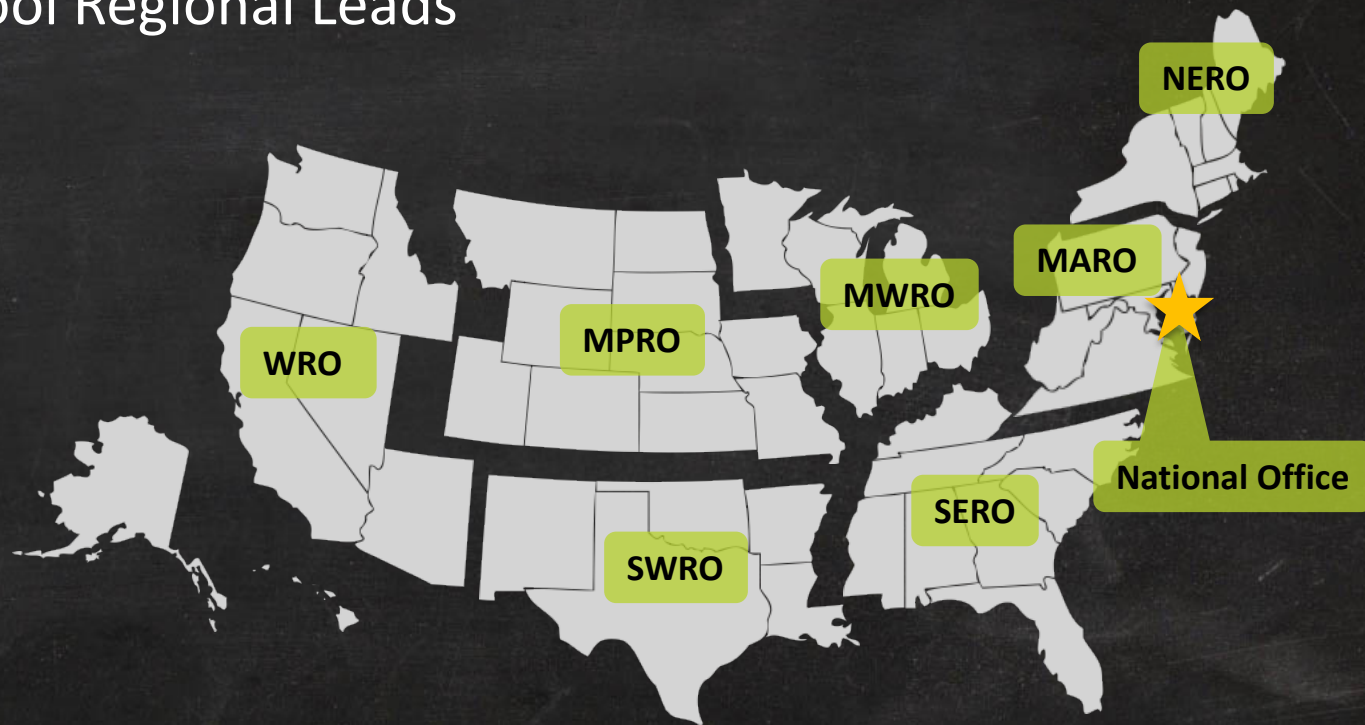 Regional Leads
NERO
MARO
MWRO
MPRO
WRO
National Office
SERO
SWRO